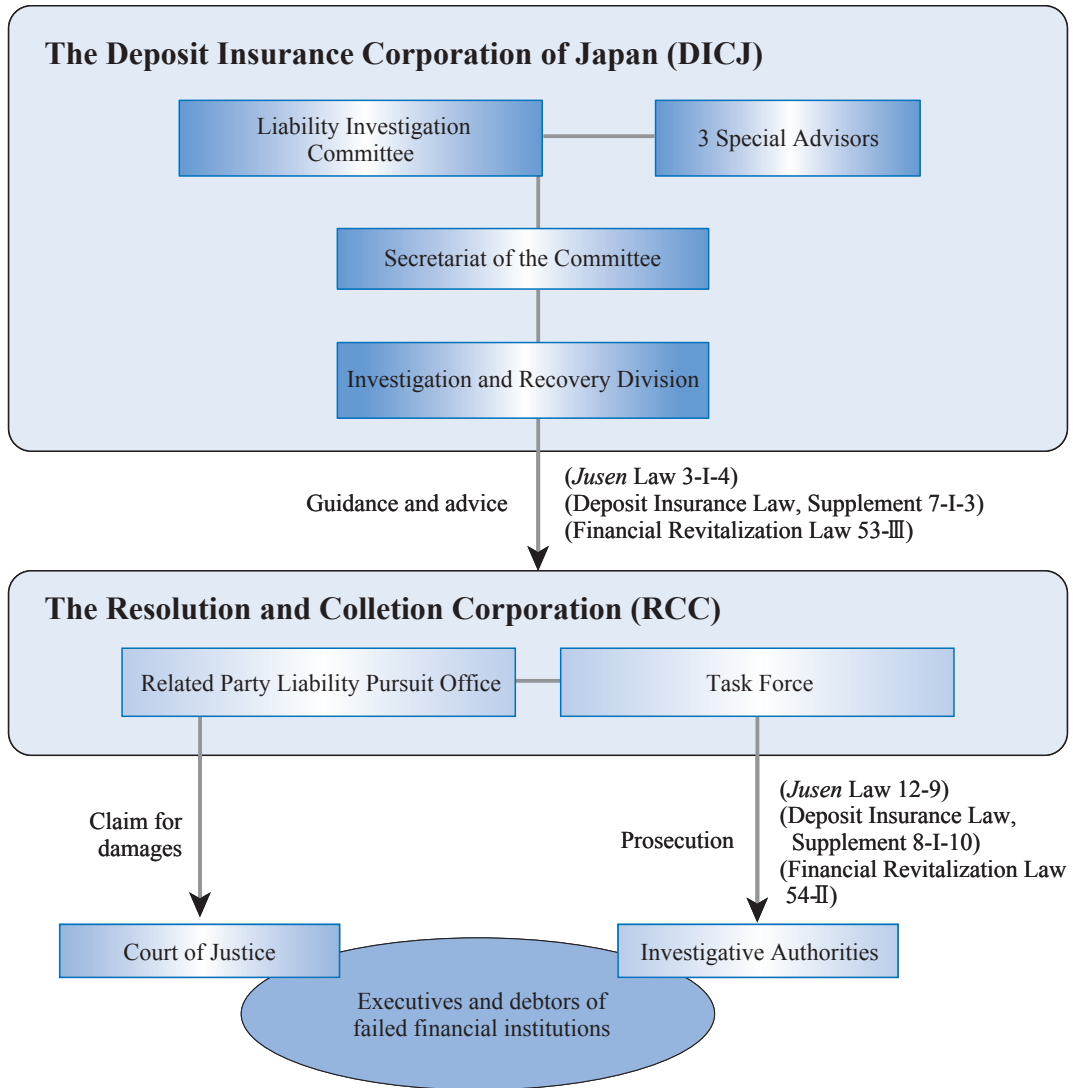 The Deposit Insurance Corporation of Japan (DICJ)
Liability Investigation
Committee
3 Special Advisors
Secretariat of the Committee
Investigation and Recovery Division
Guidance and advice
(Jusen Law 3-I-4)
(Deposit Insurance Law, Supplement 7-I-3)
(Financial Revitalization Law 53-Ⅲ)
The Resolution and Colletion Corporation (RCC)
Related Party Liability Pursuit Office
Task Force
Claim for
damages
Prosecution
(Jusen Law 12-9)
(Deposit Insurance Law,
Supplement 8-I-10)
(Financial Revitalization Law
54-Ⅱ)
Court of Justice
Investigative Authorities
Executives and debtors of
failed financial institutions